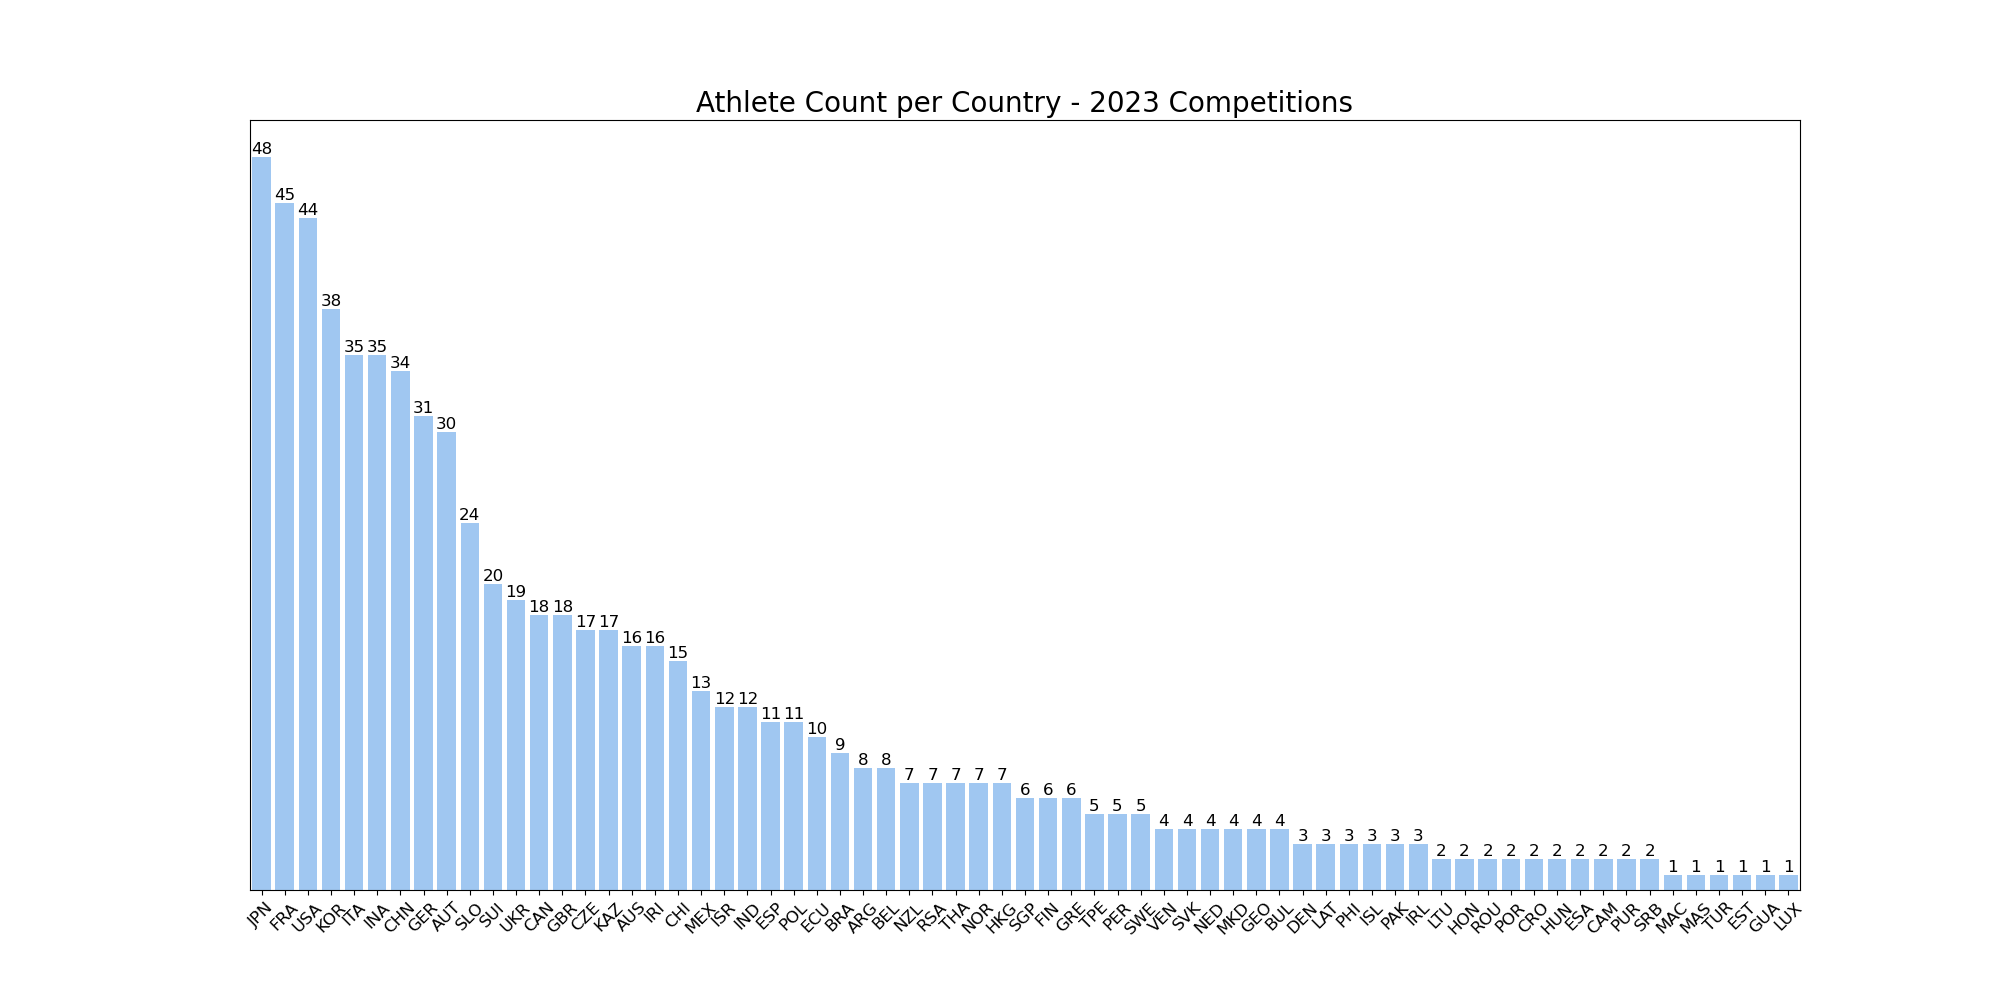 Athlete Count per Country - 2023 Competitions
48 45 44 38 35 35 34 31 30 24 20 19 18 18 17 17 16 16 15 13 12 12 11 11 10 9 8 8 7 7 7 7 7 6 6 6 5 5 5 4 4 4 4 4 4 3 3 3 3 3 3 2 2 2 2 2 2 2 2 2 2 1 1 1 1 1 1
JPN FRA USA KOR ITA INA CHN GER AUT SLO SUI UKR CAN GBR CZE KAZ AUS IRI CHI MEX ISR IND ESP POL ECU BRA ARG BEL NZL RSA THA NOR HKG SGP FIN GRE TPE PER SWE VEN SVK NED MKD GEO BUL DEN LAT PHI ISL PAK IRL LTU HON ROU POR CRO HUN ESA CAM PUR SRB MAC MAS TUR EST GUA LUX